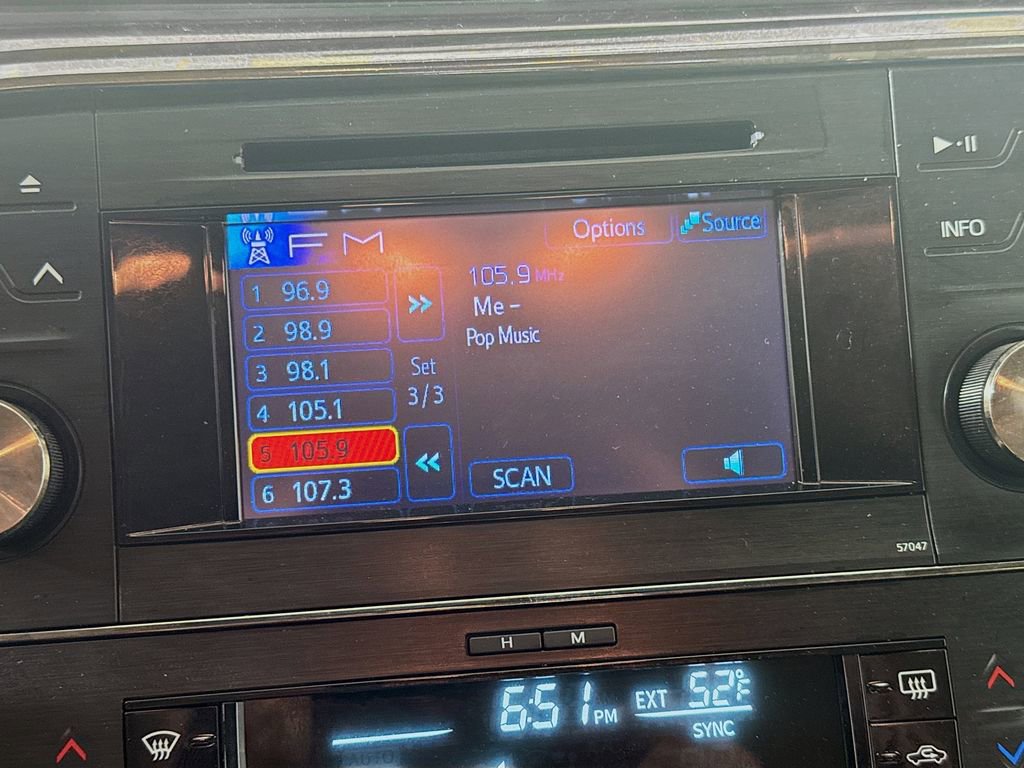 FM
Options
Source
INFO
1 96.9
2 98.9
3 98.1
4 105.1
5 105.9
6 107.3
Set
3/3
105.9 MHz
Me -
Pop Music
SCAN
57047
H M
6:51 PM
EXT 52°F
SYNC
AUTO